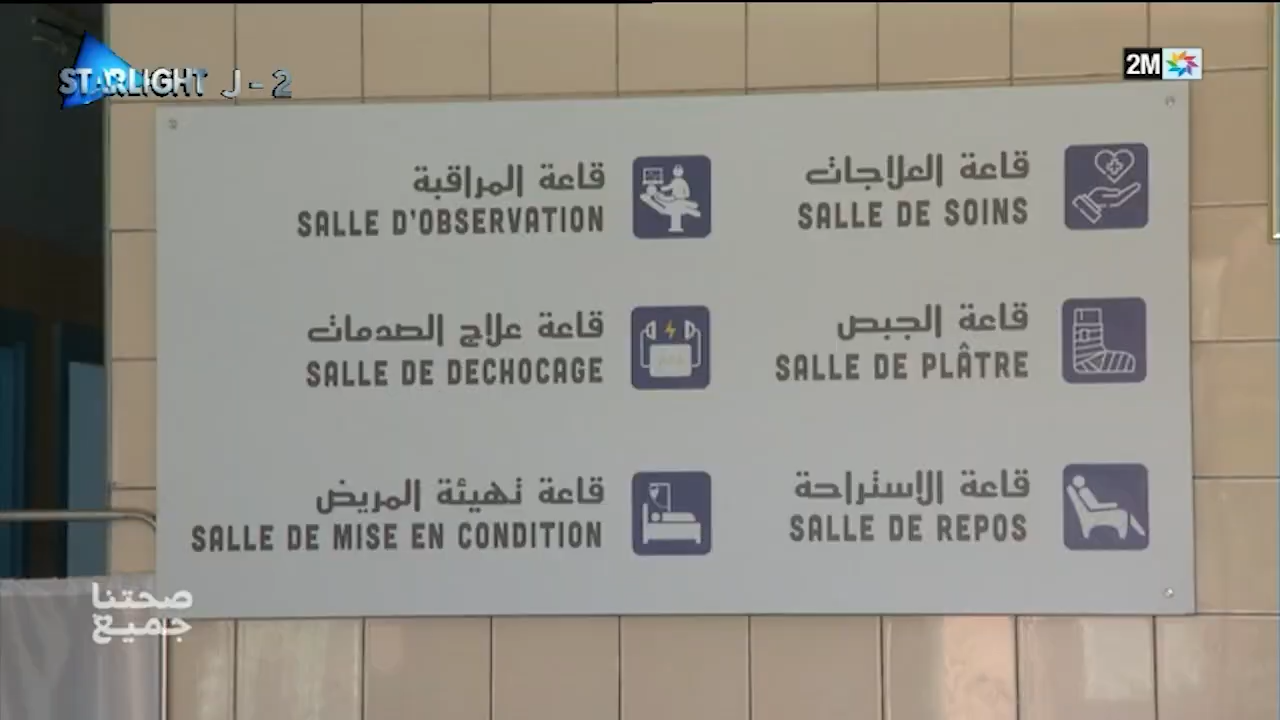 STARLIGHT J - 2
2M
قاعة العلاجات
SALLE DE SOINS
قاعة المراقبة
SALLE D'OBSERVATION
قاعة الجبص
SALLE DE PLÂTRE
قاعة علاج الصدمات
SALLE DE DECHOCAGE
قاعة الاستراحة
SALLE DE REPOS
قاعة تهيئة المريض
SALLE DE MISE EN CONDITION
صحتنا
جميع